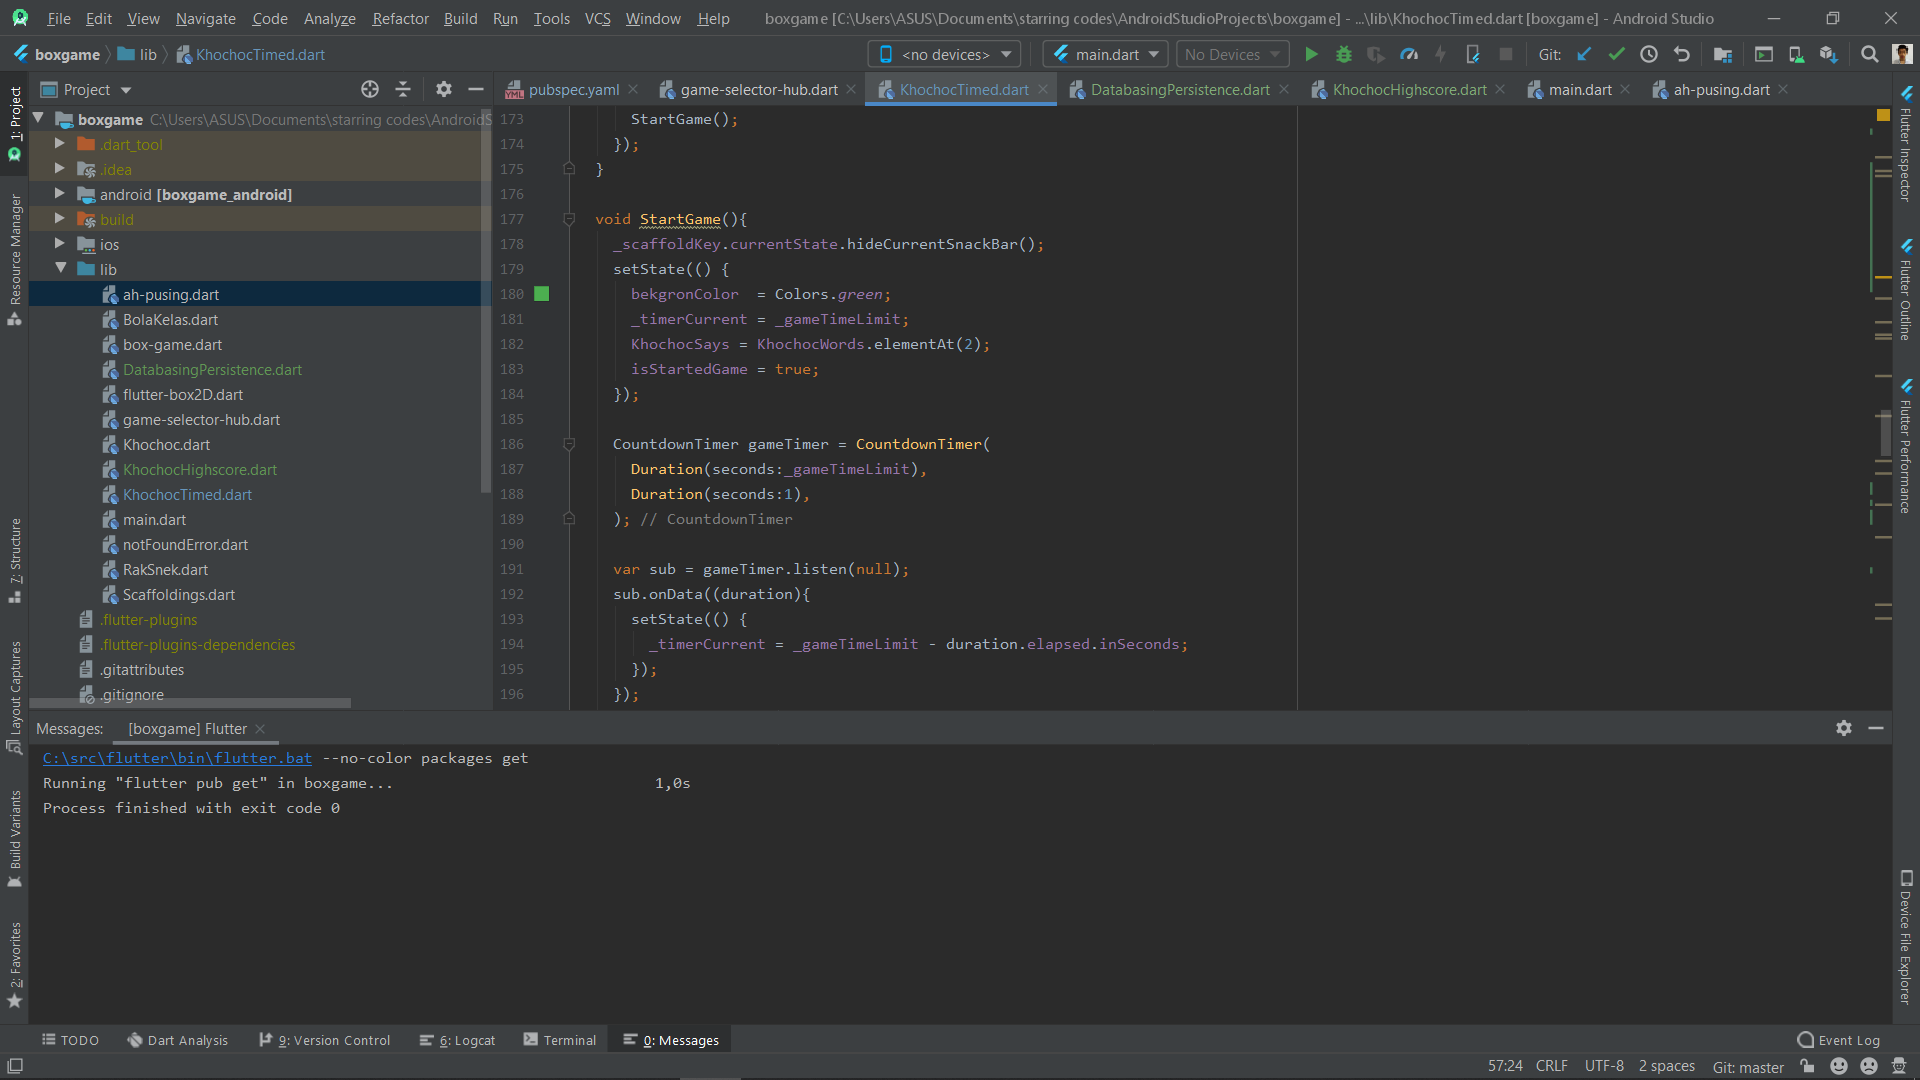 File Edit View Navigate Code Analyze Refactor Build Run Tools VCS Window Help boxgame [C:\Users\ASUS\Documents\starring codes\AndroidStudioProjects\boxgame] - ...\lib\KhochocTimed.dart [boxgame] - Android Studio
boxgame lib KhochocTimed.dart <no devices> main.dart No Devices Git:
Project
pubspec.yaml game-selector-hub.dart KhochocTimed.dart DatabasingPersistence.dart KhochocHighscore.dart main.dart ah-pusing.dart
boxgame C:\Users\ASUS\Documents\starring codes\AndroidS
.dart_tool
.idea
android [boxgame_android]
build
ios
lib
ah-pusing.dart
BolaKelas.dart
box-game.dart
DatabasingPersistence.dart
flutter-box2D.dart
game-selector-hub.dart
Khochoc.dart
KhochocHighscore.dart
KhochocTimed.dart
main.dart
notFoundError.dart
RakSnek.dart
Scaffoldings.dart
.flutter-plugins
.flutter-plugins-dependencies
.gitattributes
.gitignore
173 StartGame();
174 });
175 }
176
177 void StartGame(){
178 _scaffoldKey.currentState.hideCurrentSnackBar();
179 setState(() {
180 bekgronColor  = Colors.green;
181 _timerCurrent = _gameTimeLimit;
182 KhochocSays = KhochocWords.elementAt(2);
183 isStartedGame = true;
184 });
185
186 CountdownTimer gameTimer = CountdownTimer(
187 Duration(seconds:_gameTimeLimit),
188 Duration(seconds:1),
189 ); // CountdownTimer
190
191 var sub = gameTimer.listen(null);
192 sub.onData((duration){
193 setState(() {
194 _timerCurrent = _gameTimeLimit - duration.elapsed.inSeconds;
195 });
196 });
1: Project
Resource Manager
7: Structure
Layout Captures
Build Variants
2: Favorites
Flutter Inspector
Flutter Outline
Flutter Performance
Device File Explorer
Messages: [boxgame] Flutter
C:\src\flutter\bin\flutter.bat --no-color packages get
Running "flutter pub get" in boxgame... 1,0s
Process finished with exit code 0
TODO Dart Analysis 9: Version Control 6: Logcat Terminal 0: Messages Event Log
57:24 CRLF UTF-8 2 spaces Git: master